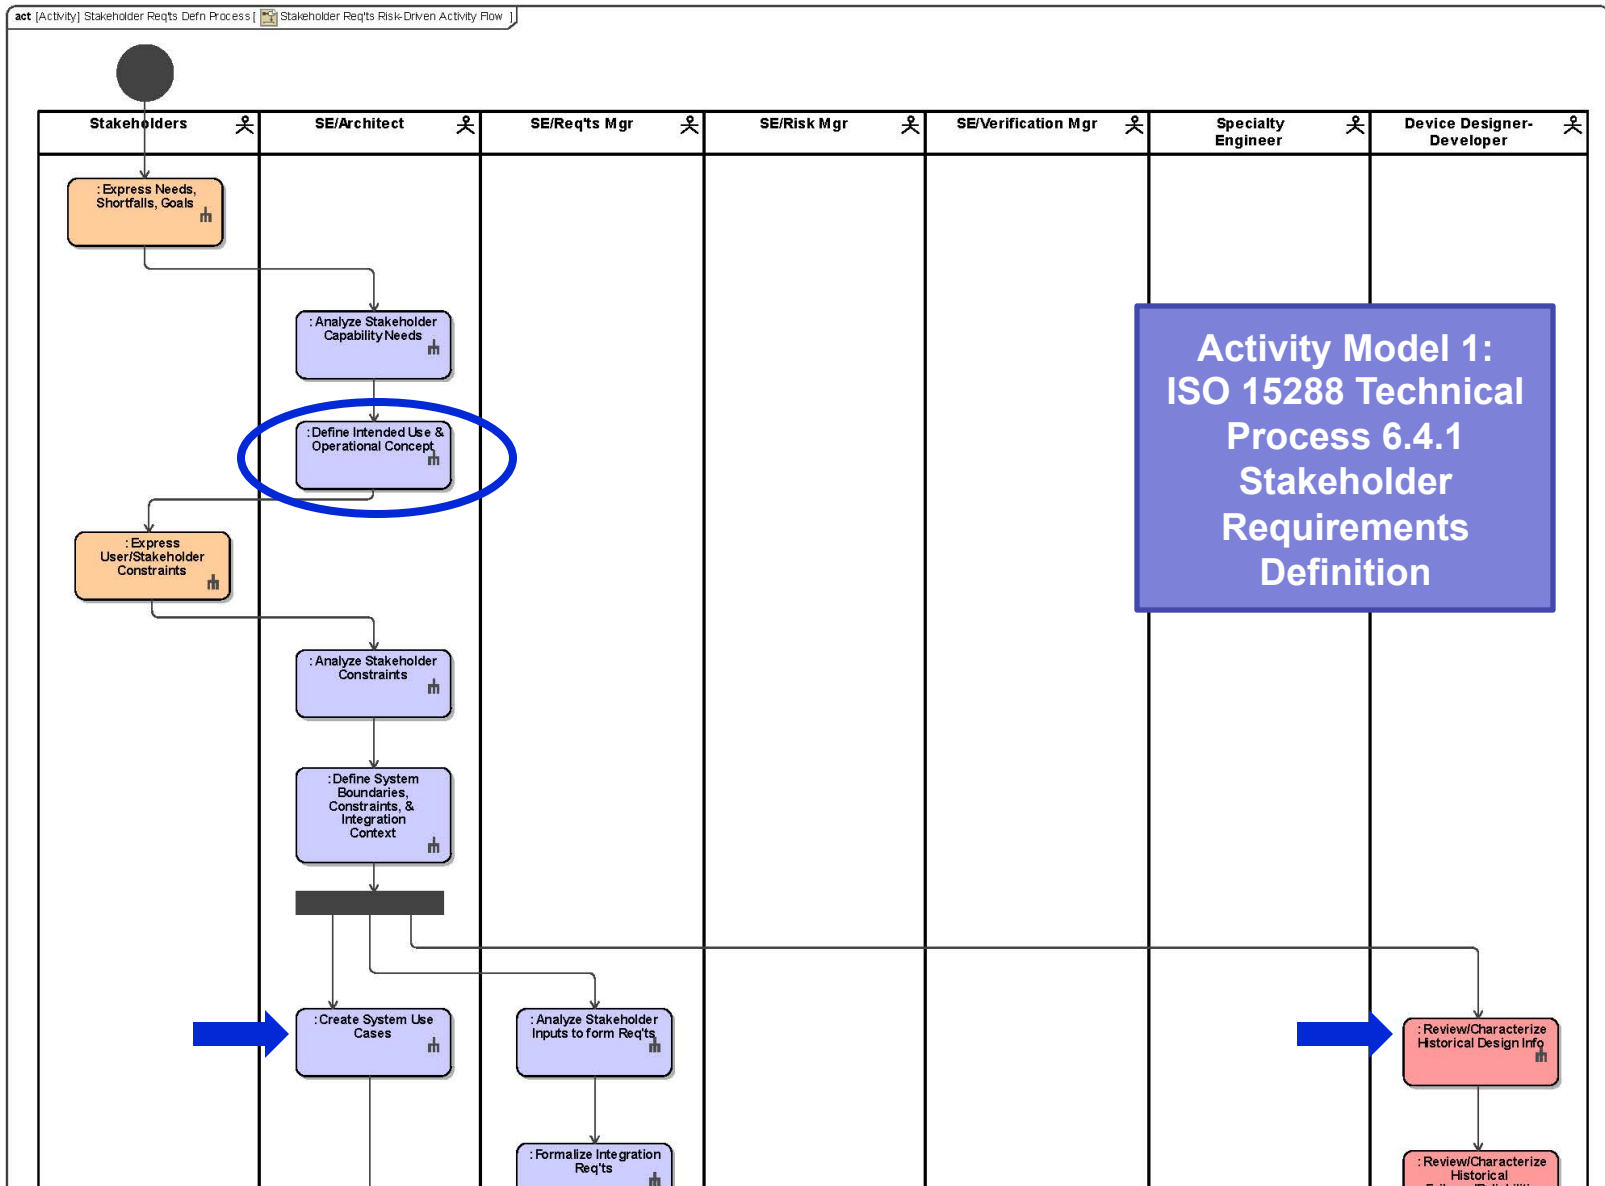 act [Activity] Stakeholder Req'ts Defn Process [ Stakeholder Req'ts Risk-Driven Activity Flow ]
Stakeholders
SE/Architect
SE/Req'ts Mgr
SE/Risk Mgr
SE/Verification Mgr
Specialty
Engineer
Device Designer-
Developer
: Express Needs,
Shortfalls, Goals
: Analyze Stakeholder
Capability Needs
: Define Intended Use &
Operational Concept
: Express
User/Stakeholder
Constraints
Activity Model 1:
ISO 15288 Technical
Process 6.4.1
Stakeholder
Requirements
Definition
: Analyze Stakeholder
Constraints
: Define System
Boundaries,
Constraints, &
Integration
Context
: Create System Use
Cases
: Analyze Stakeholder
Inputs to form Req'ts
: Review/Characterize
Historical Design Info
: Formalize Integration
Req'ts
: Review/Characterize
Historical